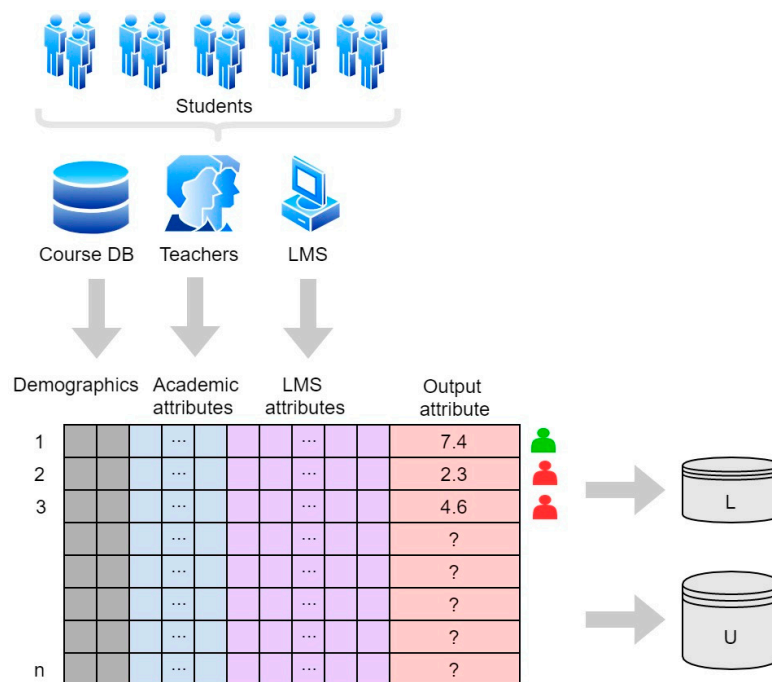 Students
Course DB Teachers LMS
Demographics Academic attributes LMS attributes Output attribute
1 ... ... 7.4
2 ... ... 2.3
3 ... ... 4.6
... ... ?
... ... ?
... ... ?
... ... ?
n ... ... ?
L
U